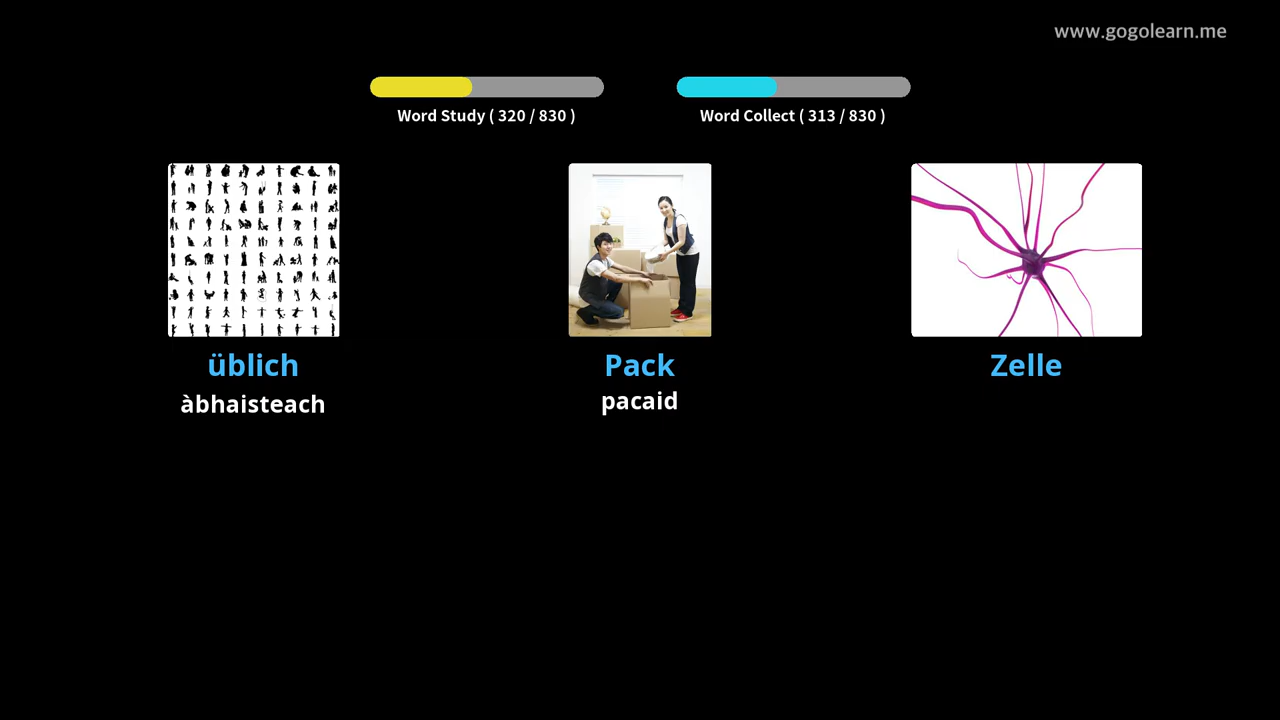 www.gogolearn.me
Word Study ( 320 / 830 )
Word Collect ( 313 / 830 )
üblich
àbhaisteach
Pack
pacaid
Zelle